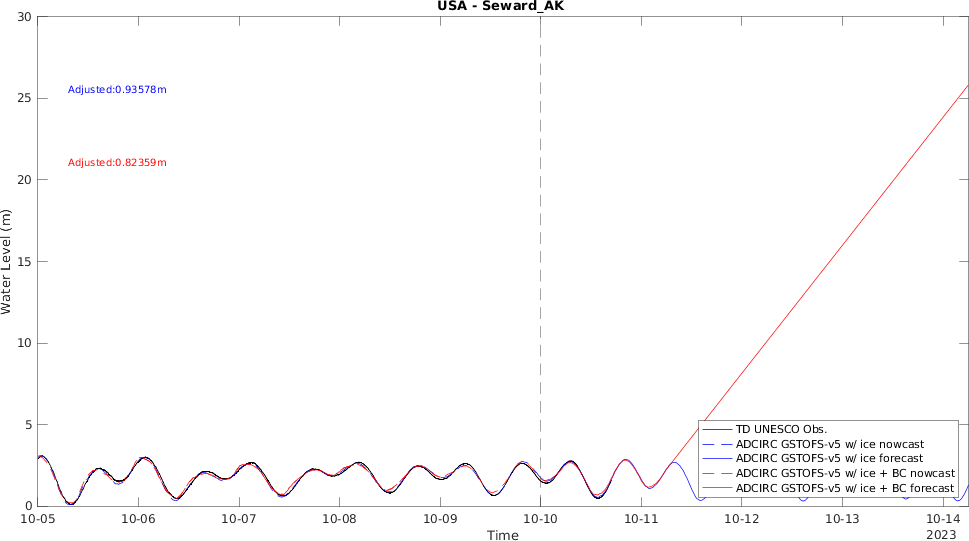 USA - Seward_AK
30
25
20
15
10
5
0
Water Level (m)
Adjusted:0.93578m
Adjusted:0.82359m
TD UNESCO Obs.
ADCIRC GSTOFS-v5 w/ ice nowcast
ADCIRC GSTOFS-v5 w/ ice forecast
ADCIRC GSTOFS-v5 w/ ice + BC nowcast
ADCIRC GSTOFS-v5 w/ ice + BC forecast
10-05 10-06 10-07 10-08 10-09 10-10 10-11 10-12 10-13 10-14
Time
2023